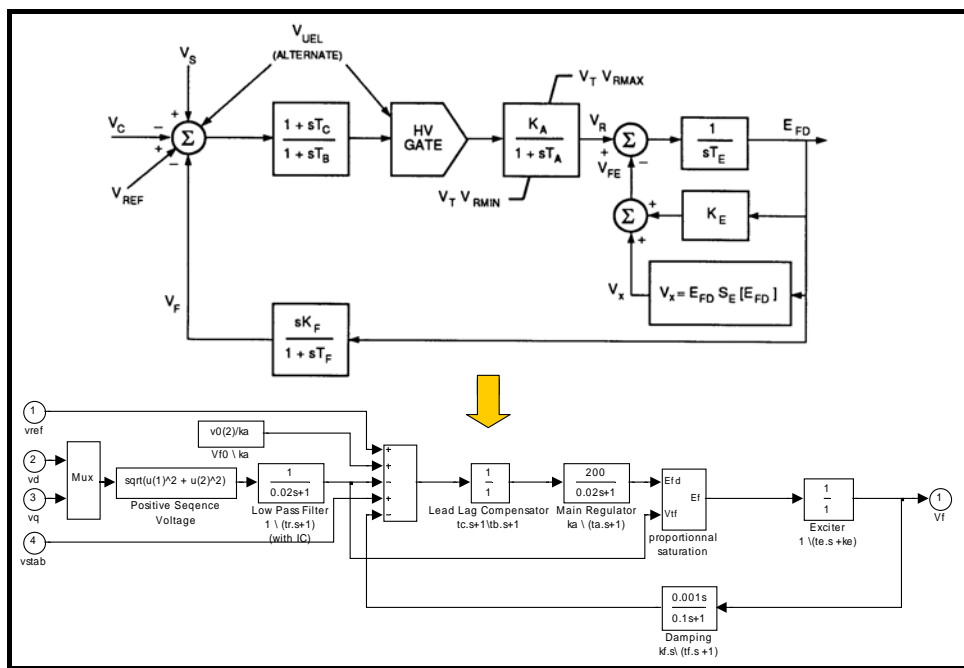 V_UEL
(ALTERNATE)
V_S
V_T V_RMAX
V_C
V_REF
+
−
+
−
Σ
1 + sT_C
1 + sT_B
HV
GATE
K_A
1 + sT_A
V_T V_RMIN
V_R
+
V_FE
Σ
−
1
sT_E
E_FD
Σ
+
+
K_E
V_x
V_x = E_FD S_E [E_FD]
V_F
sK_F
1 + sT_F
1
vref
2
vd
3
vq
4
vstab
Mux
sqrt(u(1)^2 + u(2)^2)
Positive Seqence
Voltage
v0(2)/ka
Vf0 \ ka
1
0.02s+1
Low Pass Filter
1 \ (tr.s+1)
(with IC)
+
+
−
+
−
1
1
Lead Lag Compensator
tc.s+1\tb.s+1
200
0.02s+1
Main Regulator
ka \ (ta.s+1)
Efd
Vtf
Ef
proportionnal
saturation
1
1
Exciter
1 \(te.s +ke)
1
Vf
0.001s
0.1s+1
Damping
kf.s\ (tf.s +1)